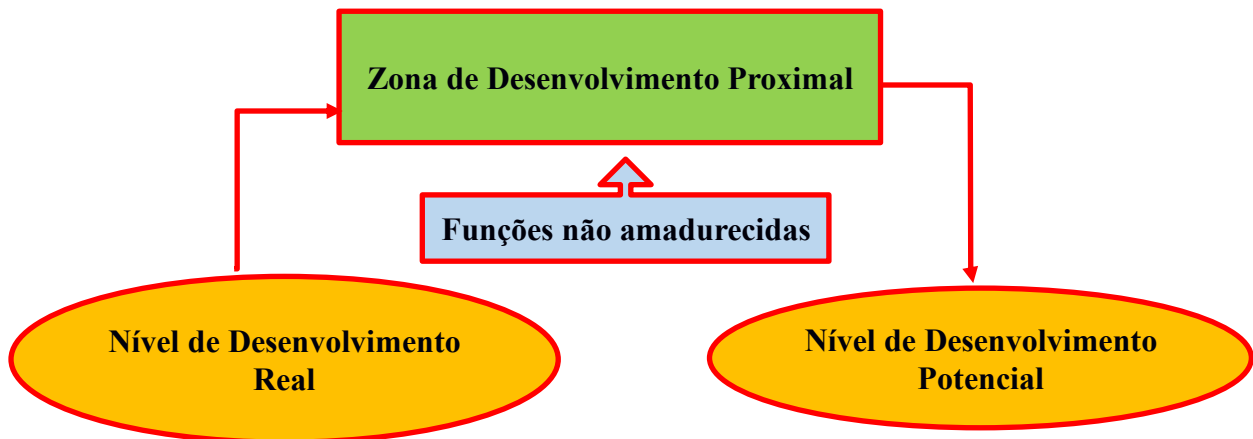 Zona de Desenvolvimento Proximal
Funções não amadurecidas
Nível de Desenvolvimento
Real
Nível de Desenvolvimento
Potencial